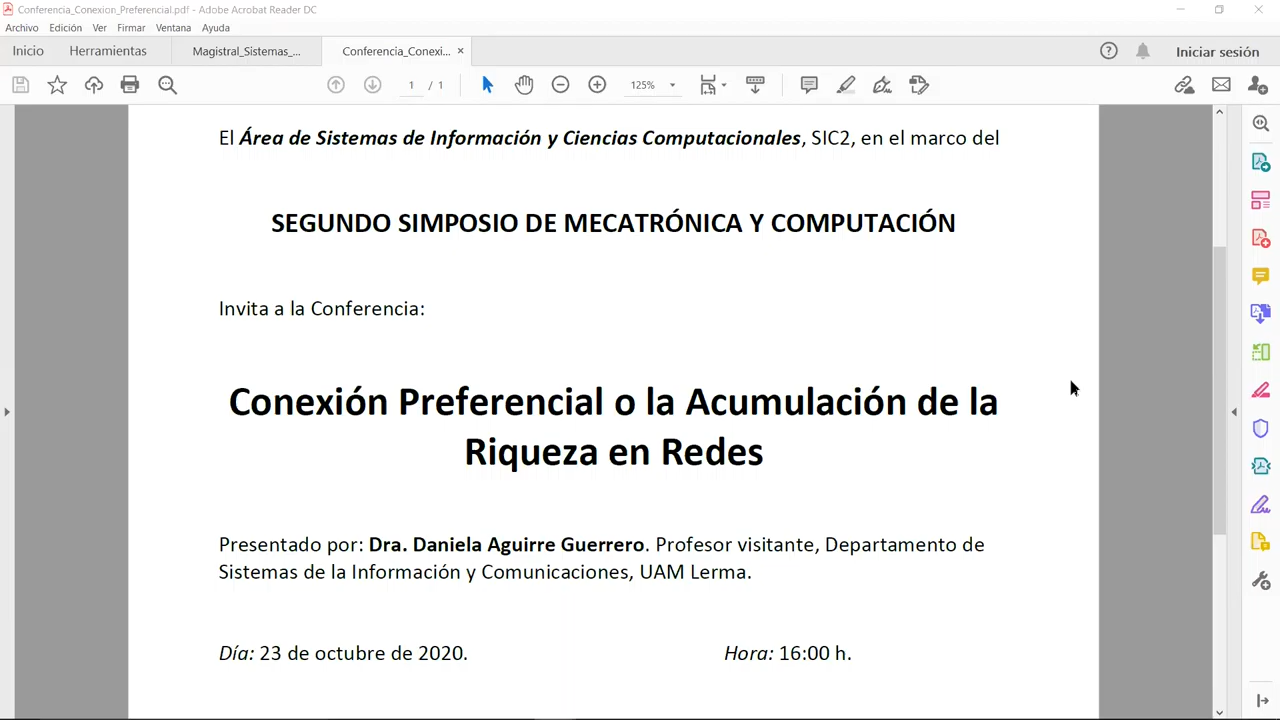 Conferencia_Conexion_Preferencial.pdf - Adobe Acrobat Reader DC
Archivo Edición Ver Firmar Ventana Ayuda
Inicio Herramientas Magistral_Sistemas_... Conferencia_Conexi... × Iniciar sesión
1 / 1 125%
El Área de Sistemas de Información y Ciencias Computacionales, SIC2, en el marco del
SEGUNDO SIMPOSIO DE MECATRÓNICA Y COMPUTACIÓN
Invita a la Conferencia:
Conexión Preferencial o la Acumulación de la
Riqueza en Redes
Presentado por: Dra. Daniela Aguirre Guerrero. Profesor visitante, Departamento de
Sistemas de la Información y Comunicaciones, UAM Lerma.
Día: 23 de octubre de 2020. Hora: 16:00 h.